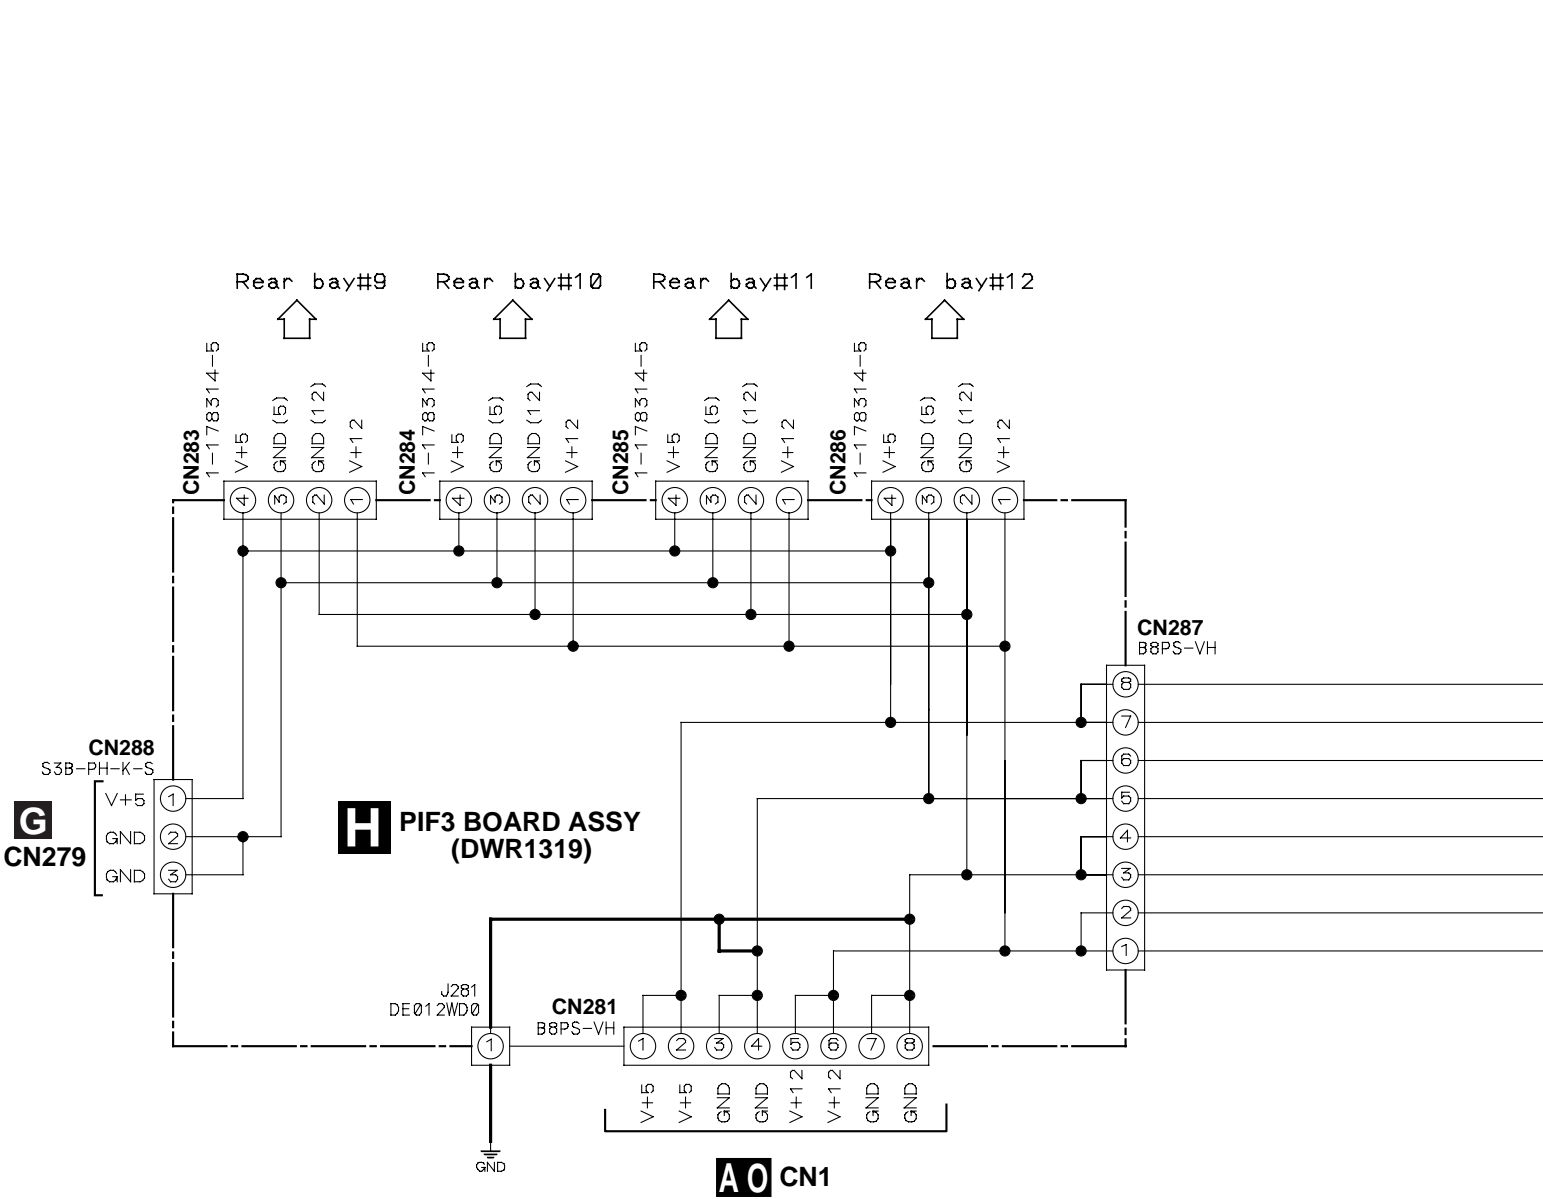 Rear bay#9
Rear bay#10
Rear bay#11
Rear bay#12
CN283
1-178314-5
V+5
GND(5)
GND(12)
V+12
CN284
1-178314-5
V+5
GND(5)
GND(12)
V+12
CN285
1-178314-5
V+5
GND(5)
GND(12)
V+12
CN286
1-178314-5
V+5
GND(5)
GND(12)
V+12
4 3 2 1
4 3 2 1
4 3 2 1
4 3 2 1
CN287
B8PS-VH
8
7
6
5
4
3
2
1
CN288
S3B-PH-K-S
V+5 1
GND 2
GND 3
G
CN279
H PIF3 BOARD ASSY
(DWR1319)
J281
DE012WD0
1
CN281
B8PS-VH
1 2 3 4 5 6 7 8
V+5
V+5
GND
GND
V+12
V+12
GND
GND
GND
AO CN1